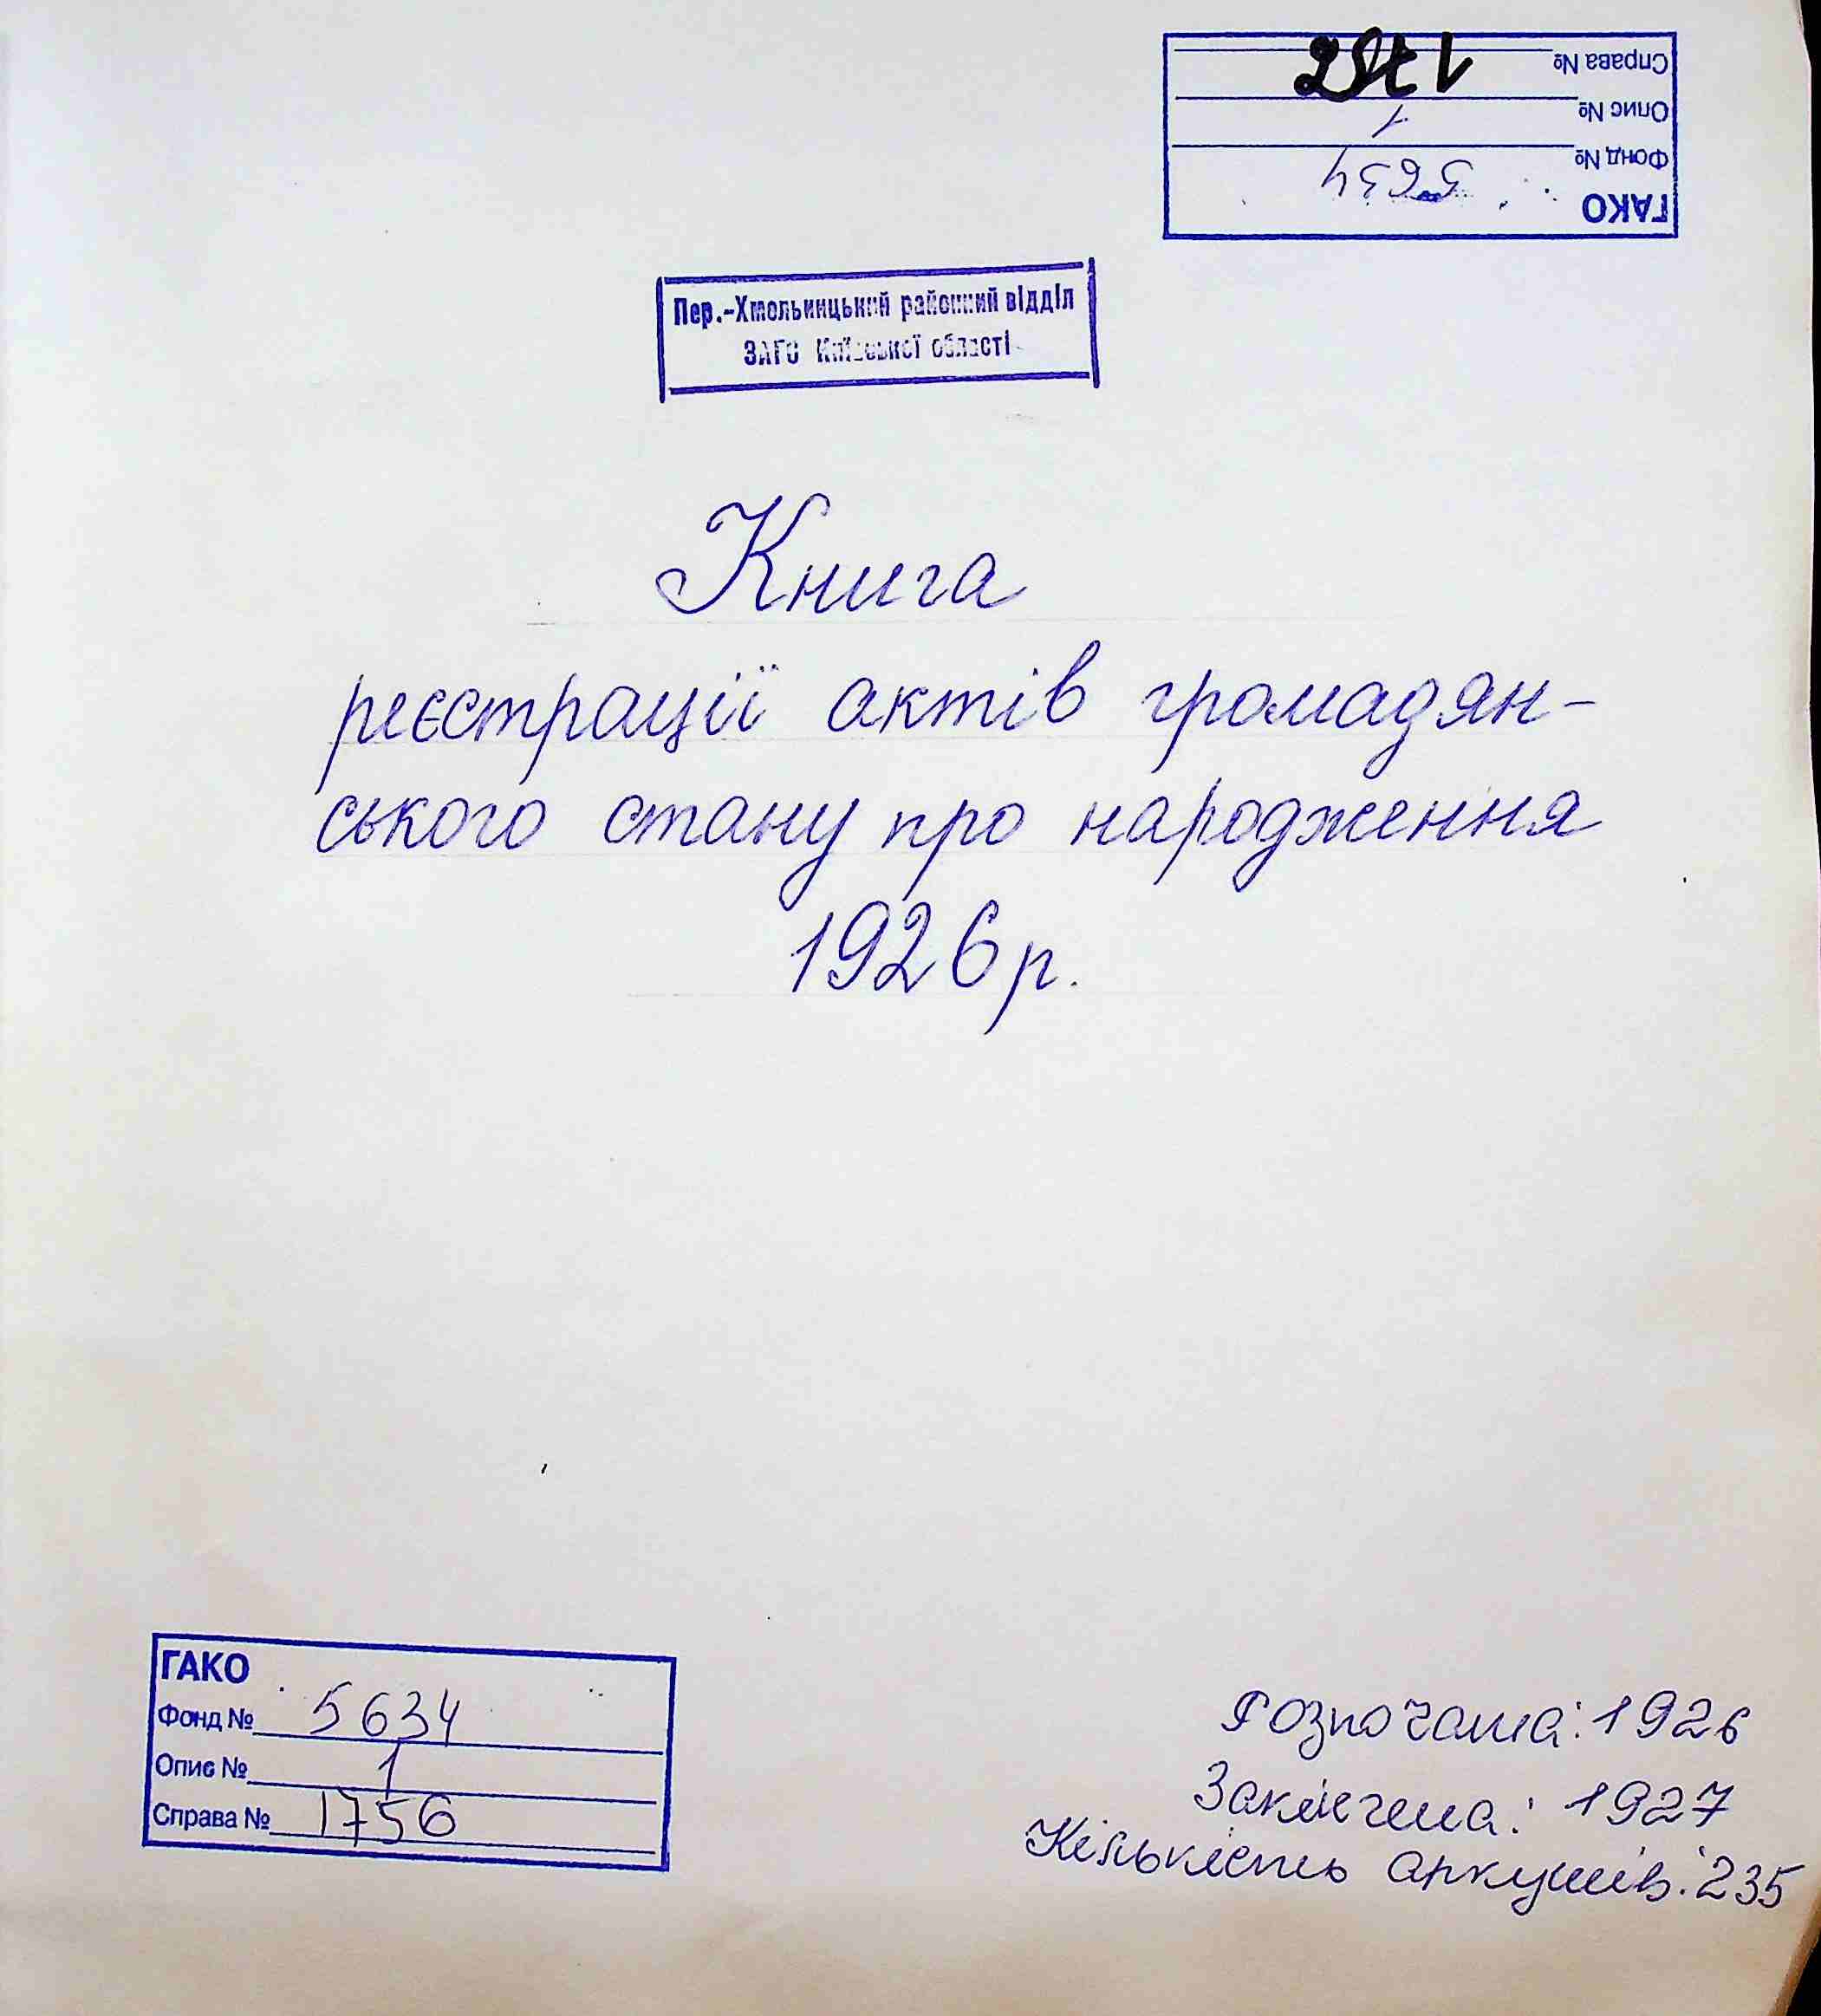 ГАКО
Фонд № 5634
Опис № 1
Справа №
Пер.-Хмельницький районний відділ
ЗАГС Київської області
Книга
реєстрації актів громадян-
ського стану про народження
1926 р.
ГАКО
Фонд № 5634
Опис № 1
Справа № 1756
Розпочата: 1926
Закінчена: 1927
Кількість аркушів: 235